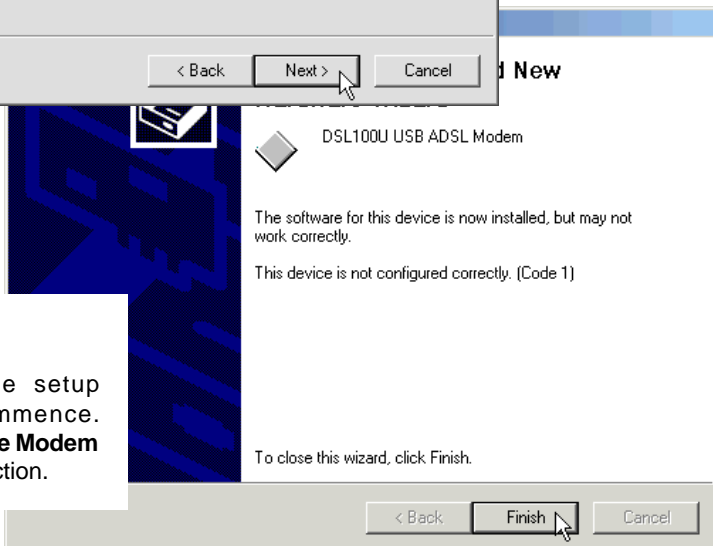 < Back Next > Cancel
New
DSL100U USB ADSL Modem
The software for this device is now installed, but may not
work correctly.
This device is not configured correctly. (Code 1)
setup
Modem
To close this wizard, click Finish.
< Back Finish Cancel